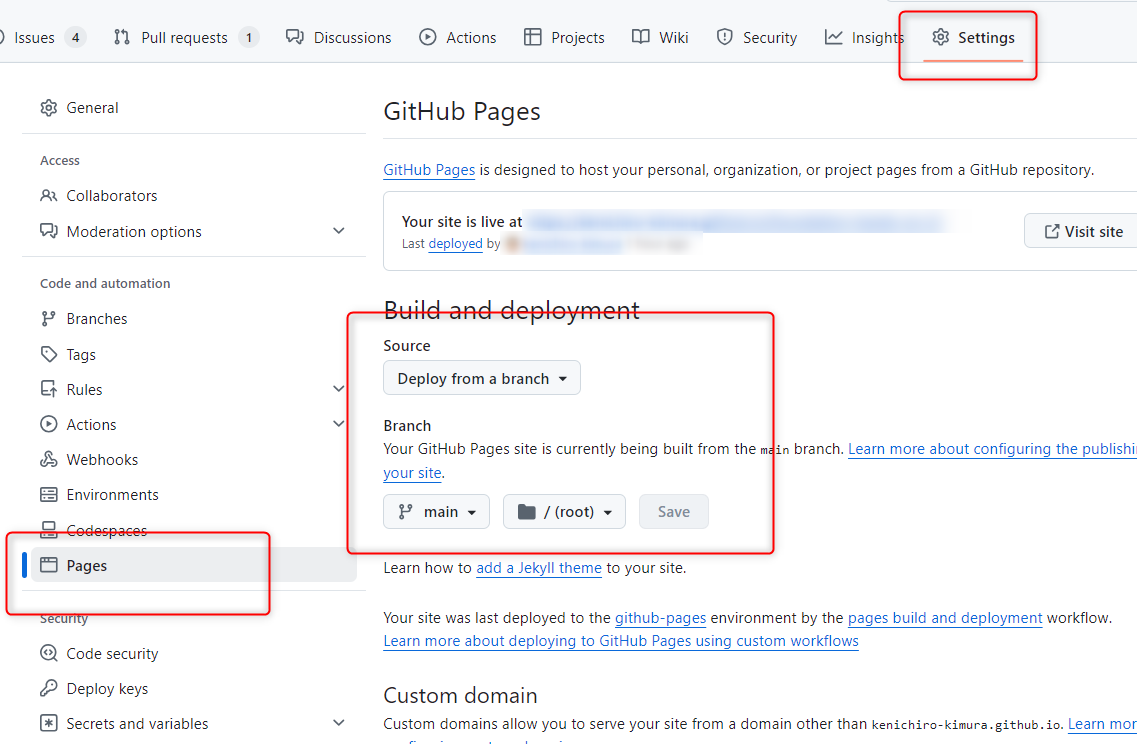 Issues 4 Pull requests 1 Discussions Actions Projects Wiki Security Insights Settings
General
Access
Collaborators
Moderation options
Code and automation
Branches
Tags
Rules
Actions
Webhooks
Environments
Codespaces
Pages
Security
Code security
Deploy keys
Secrets and variables
GitHub Pages
GitHub Pages is designed to host your personal, organization, or project pages from a GitHub repository.
Your site is live at
Last deployed by
Visit site
Build and deployment
Source
Deploy from a branch
Branch
Your GitHub Pages site is currently being built from the main branch. Learn more about configuring the publishi
your site.
main / (root) Save
Learn how to add a Jekyll theme to your site.
Your site was last deployed to the github-pages environment by the pages build and deployment workflow.
Learn more about deploying to GitHub Pages using custom workflows
Custom domain
Custom domains allow you to serve your site from a domain other than kenichiro-kimura.github.io. Learn mor